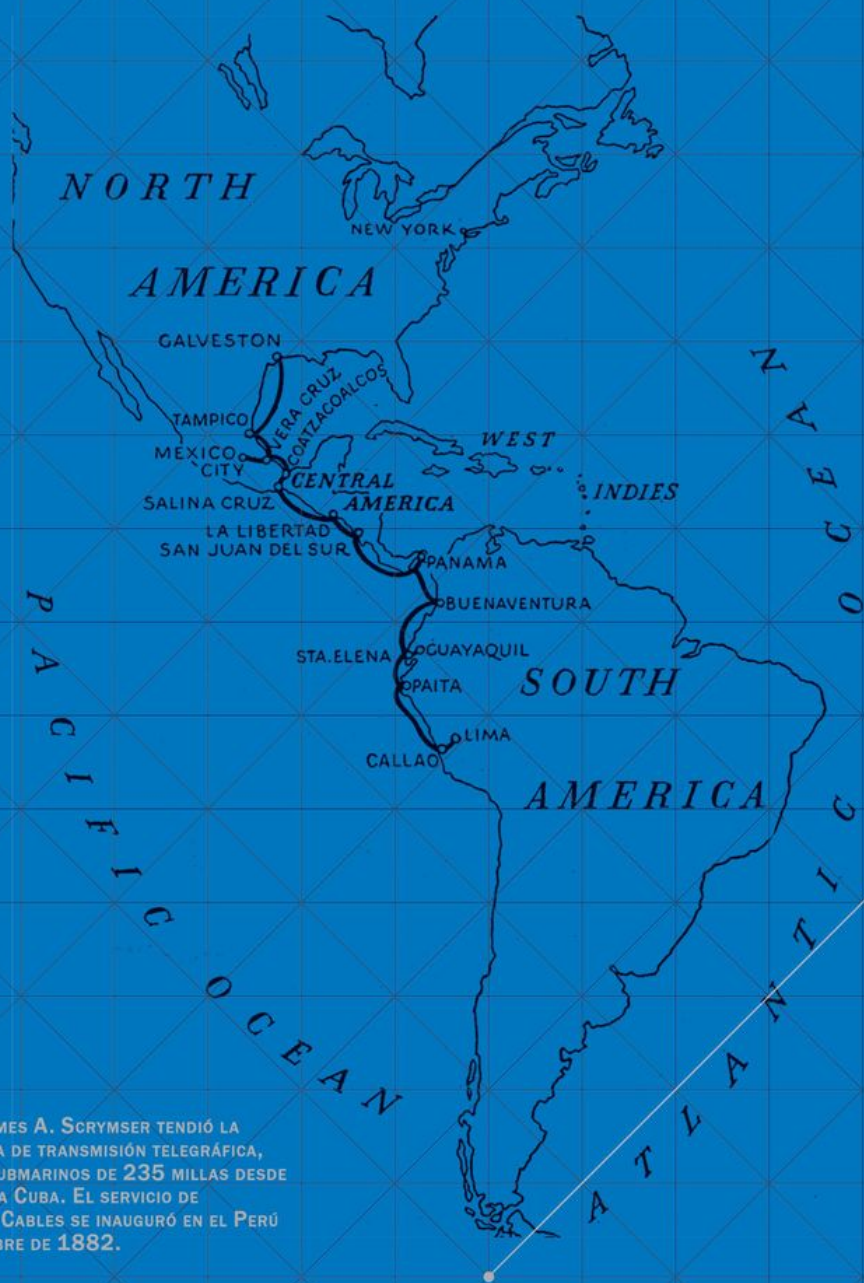 NORTH
AMERICA
NEW YORK
GALVESTON
TAMPICO
VERA CRUZ
COATZACOALCOS
MEXICO
CITY
WEST
INDIES
CENTRAL
AMERICA
SALINA CRUZ
LA LIBERTAD
SAN JUAN DEL SUR
PANAMA
BUENAVENTURA
STA. ELENA
GUAYAQUIL
PAITA
SOUTH
AMERICA
LIMA
CALLAO
PACIFIC OCEAN
ATLANTIC OCEAN
MES A. SCRYMSER TENDIÓ LA
A DE TRANSMISIÓN TELEGRÁFICA,
UBMARINOS DE 235 MILLAS DESDE
A CUBA. EL SERVICIO DE
CABLES SE INAUGURÓ EN EL PERÚ
BRE DE 1882.